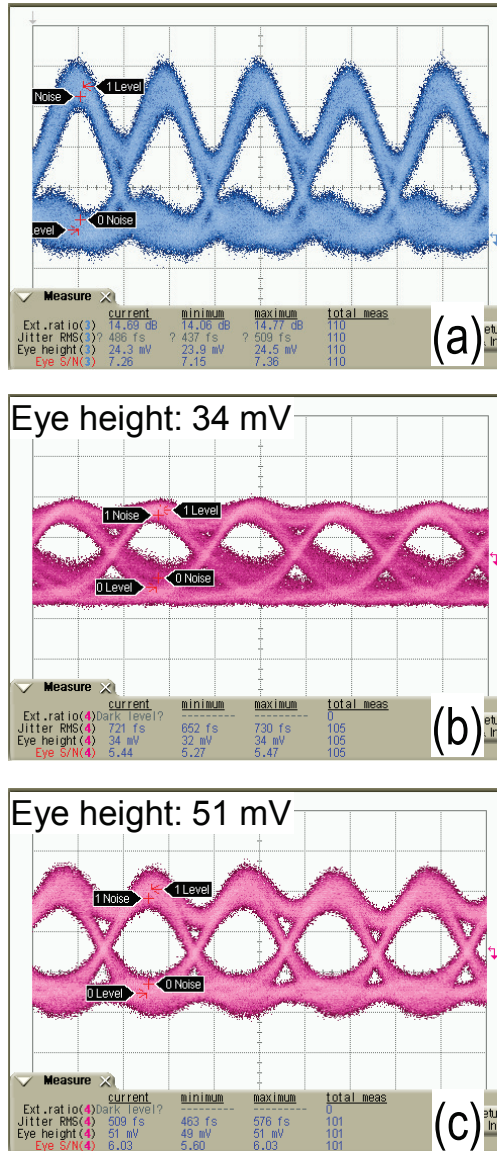 1 Level
Noise
0 Noise
Level
Measure
current minimum maximum total meas
Ext.ratio(3) 14.69 dB 14.06 dB 14.77 dB 110
Jitter RMS(3)? 486 fs ? 437 fs ? 509 fs 110
Eye height(3) 24.3 mV 23.9 mV 24.5 mV 110
Eye S/N(3) 7.26 7.15 7.36 110
(a)
Eye height: 34 mV
1 Noise 1 Level
0 Level 0 Noise
Measure
current minimum maximum total meas
Ext.ratio(4)Dark level? --------- --------- 0
Jitter RMS(4) 721 fs 652 fs 730 fs 105
Eye height(4) 34 mV 32 mV 34 mV 105
Eye S/N(4) 5.44 5.27 5.47 105
(b)
Eye height: 51 mV
1 Level
1 Noise
0 Noise
0 Level
Measure
current minimum maximum total meas
Ext.ratio(4)Dark level? --------- --------- 0
Jitter RMS(4) 509 fs 463 fs 576 fs 101
Eye height(4) 51 mV 49 mV 51 mV 101
Eye S/N(4) 6.03 5.60 6.03 101
(c)